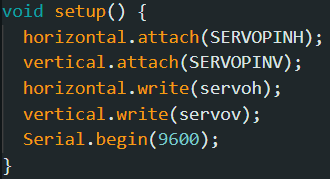 void setup() {
  horizontal.attach(SERVOPINH);
  vertical.attach(SERVOPINV);
  horizontal.write(servoh);
  vertical.write(servov);
  Serial.begin(9600);
}